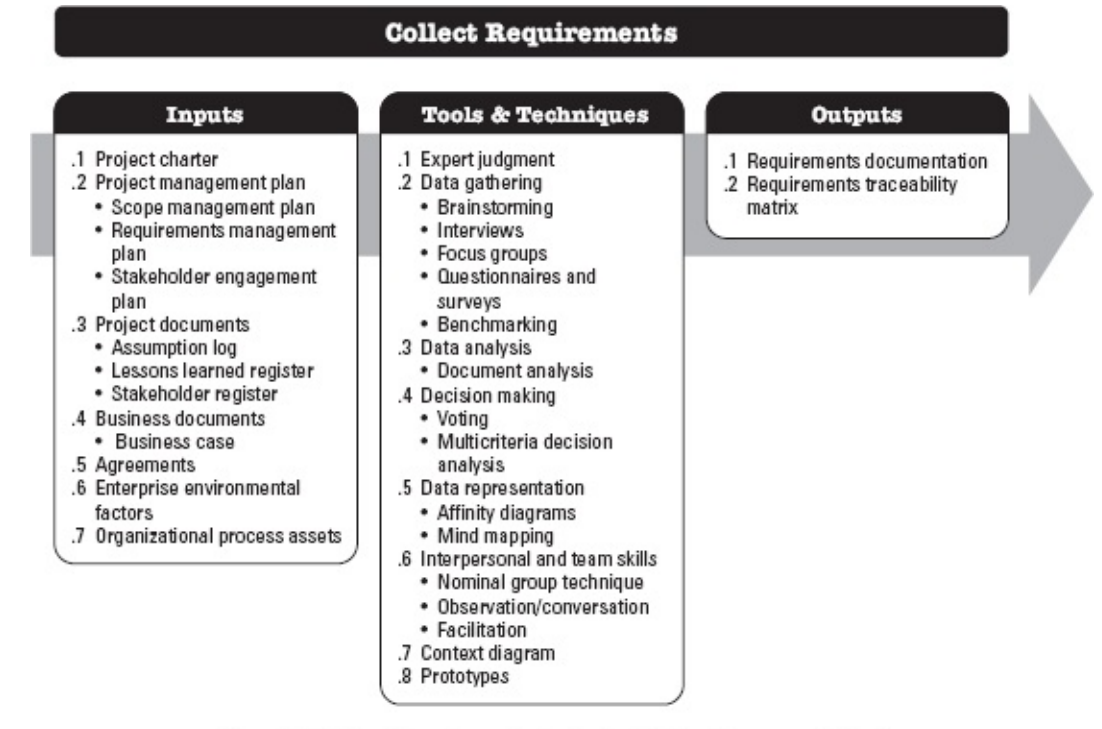 Collect Requirements
Inputs
.1 Project charter
.2 Project management plan
• Scope management plan
• Requirements management
plan
• Stakeholder engagement
plan
.3 Project documents
• Assumption log
• Lessons learned register
• Stakeholder register
.4 Business documents
• Business case
.5 Agreements
.6 Enterprise environmental
factors
.7 Organizational process assets
Tools & Techniques
.1 Expert judgment
.2 Data gathering
• Brainstorming
• Interviews
• Focus groups
• Questionnaires and
surveys
• Benchmarking
.3 Data analysis
• Document analysis
.4 Decision making
• Voting
• Multicriteria decision
analysis
.5 Data representation
• Affinity diagrams
• Mind mapping
.6 Interpersonal and team skills
• Nominal group technique
• Observation/conversation
• Facilitation
.7 Context diagram
.8 Prototypes
Outputs
.1 Requirements documentation
.2 Requirements traceability
matrix